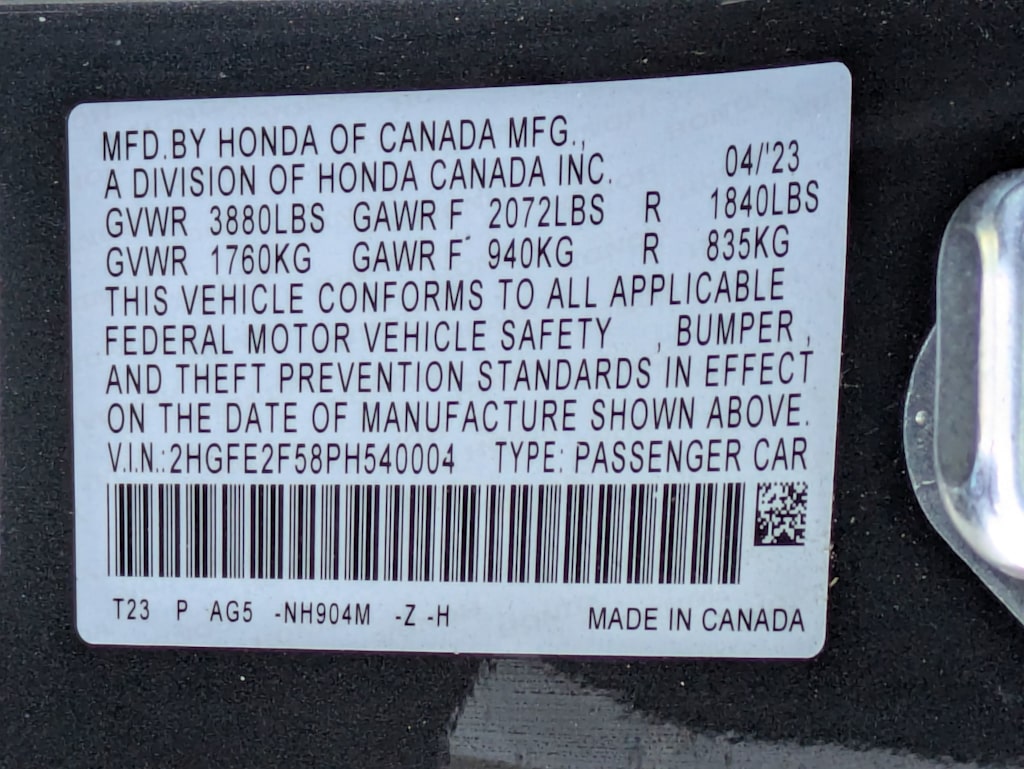 MFD.BY HONDA OF CANADA MFG.,
A DIVISION OF HONDA CANADA INC. 04/'23
GVWR 3880LBS GAWR F 2072LBS R 1840LBS
GVWR 1760KG GAWR F 940KG R 835KG
THIS VEHICLE CONFORMS TO ALL APPLICABLE
FEDERAL MOTOR VEHICLE SAFETY , BUMPER ,
AND THEFT PREVENTION STANDARDS IN EFFECT
ON THE DATE OF MANUFACTURE SHOWN ABOVE.
V.I.N.:2HGFE2F58PH540004 TYPE: PASSENGER CAR
T23 P AG5 -NH904M -Z -H MADE IN CANADA